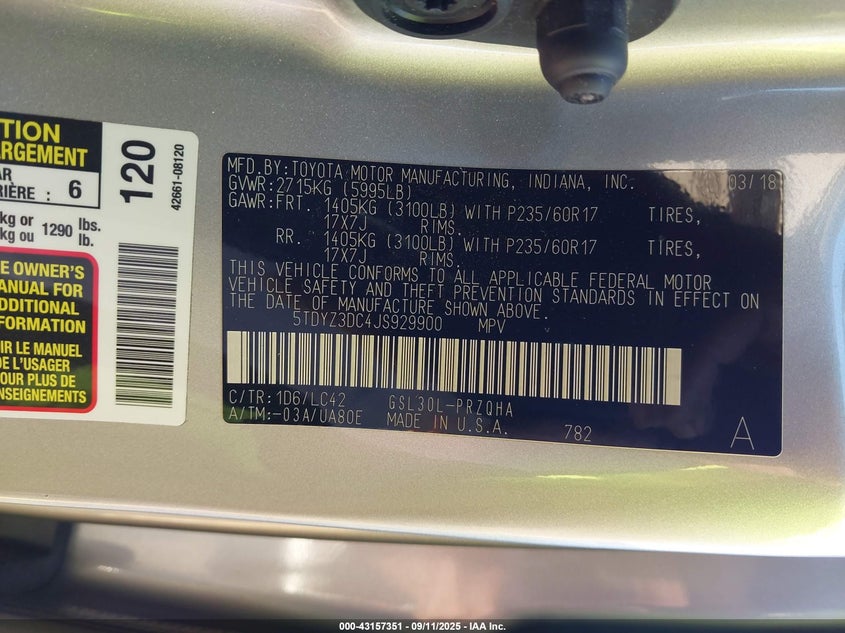 TION
ARGEMENT
AR
RIÈRE : 6
kg or 1290 lbs.
kg ou lb.
E OWNER'S
MANUAL FOR
ADDITIONAL
FORMATION
IR LE MANUEL
DE L'USAGER
POUR PLUS DE
ENSEIGNEMENTS
120
42661-08120
MFD.BY:TOYOTA MOTOR MANUFACTURING, INDIANA, INC. 03/18
GVWR:2715KG (5995LB)
GAWR:FRT. 1405KG (3100LB) WITH P235/60R17 TIRES,
17X7J RIMS.
RR. 1405KG (3100LB) WITH P235/60R17 TIRES,
17X7J RIMS.
THIS VEHICLE CONFORMS TO ALL APPLICABLE FEDERAL MOTOR
VEHICLE SAFETY AND THEFT PREVENTION STANDARDS IN EFFECT ON
THE DATE OF MANUFACTURE SHOWN ABOVE.
5TDYZ3DC4JS929900 MPV
C/TR:1D6/LC42 GSL30L-PRZQHA
A/TM:-03A/UA80E MADE IN U.S.A. 782 A
000-43157351 - 09/11/2025 - IAA Inc.